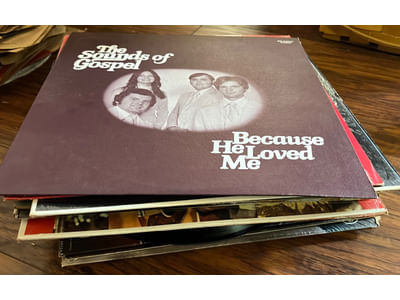 The
Sounds of
Gospel
Because
He Loved
Me